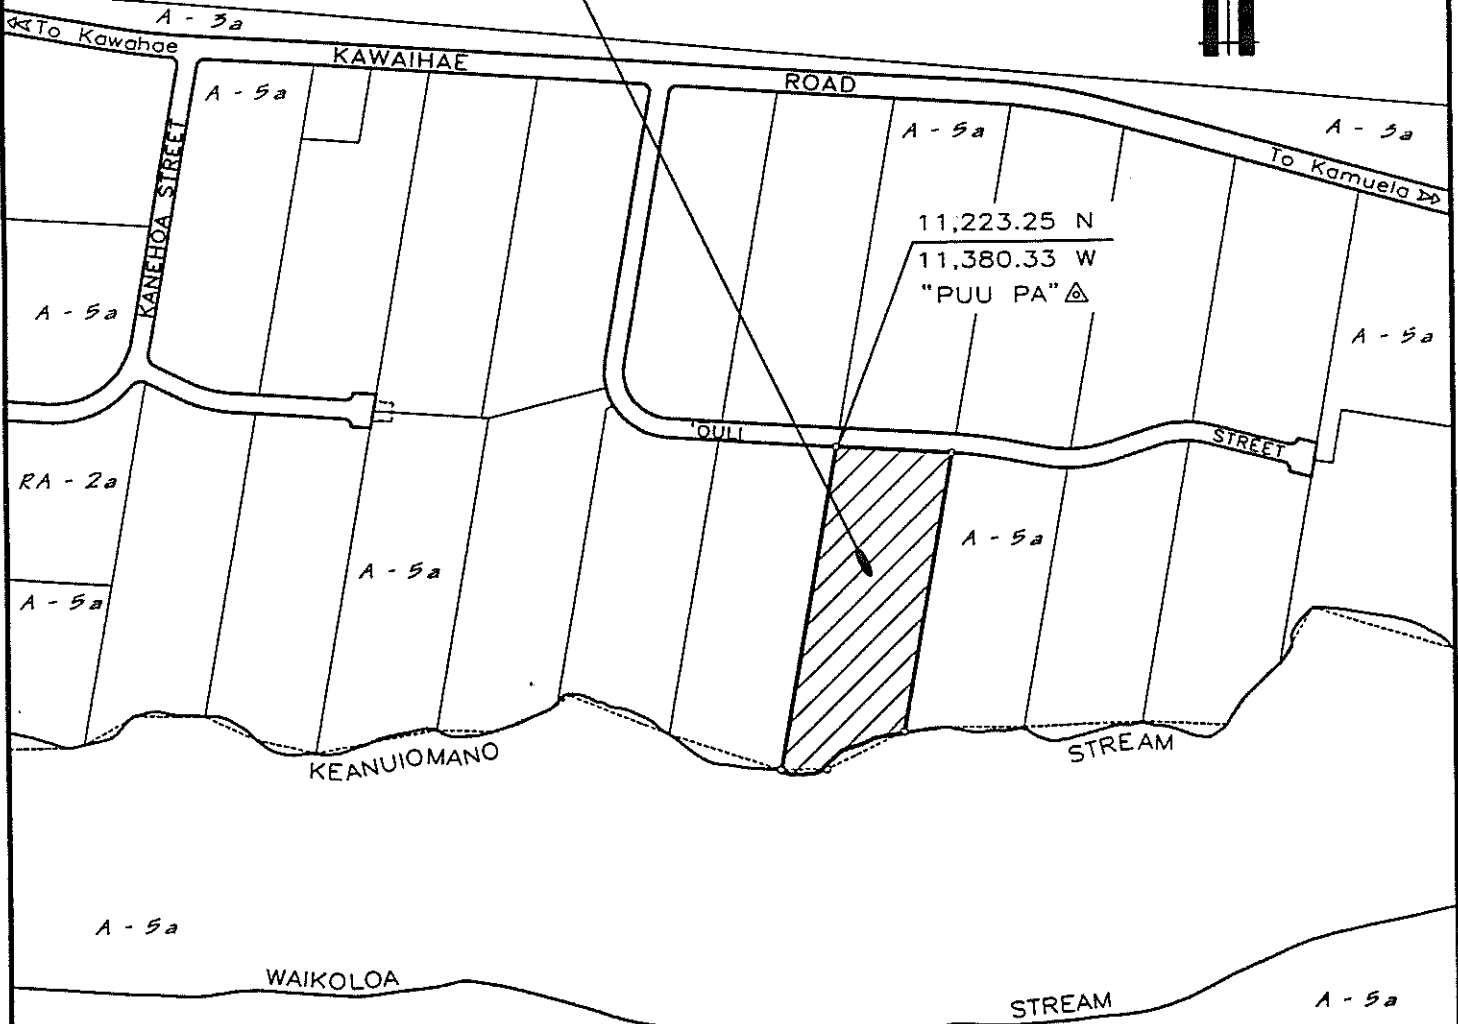 A - 3a
To Kawahae
KAWAIHAE ROAD
A - 5a
A - 5a
A - 3a
To Kamuela
KANEHOA STREET
11,223.25 N
11,380.33 W
"PUU PA"
A - 5a
A - 5a
'OULI STREET
RA - 2a
A - 5a
A - 5a
A - 5a
KEANUIOMANO STREAM
A - 5a
WAIKOLOA STREAM
A - 5a